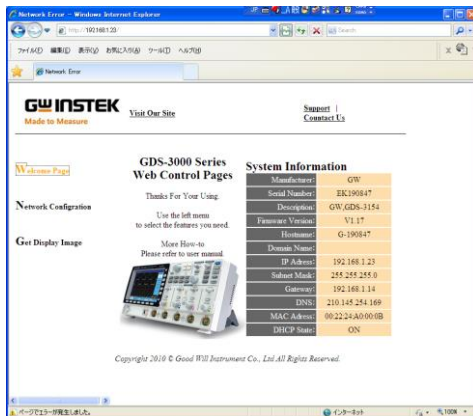 Network Error - Windows Internet Explorer
http://192.168.1.23/
Search
ファイル(F) 編集(E) 表示(V) お気に入り(A) ツール(T) ヘルプ(H)
Network Error
GWINSTEK
Made to Measure
Visit Our Site
Support |
Countact Us
Welcome Page
Network Configration
Get Display Image
GDS-3000 Series
Web Control Pages
Thanks For Your Using.
Use the left menu
to select the features you need.
More How-to
Please refer to user manual.
System Information
Manufacturer: GW
Serial Number: EK190847
Description: GW,GDS-3154
Firmware Version: V1.17
Hostname: G-190847
Domain Name:
IP Adress: 192.168.1.23
Subnet Mask: 255.255.255.0
Gateway: 192.168.1.14
DNS: 210.145.254.169
MAC Adress: 00:22:24:A0:00:0B
DHCP State: ON
Copyright 2010 © Good Will Instrument Co., Ltd All Rights Reserved.
ページでエラーが発生しました。
インターネット
100%